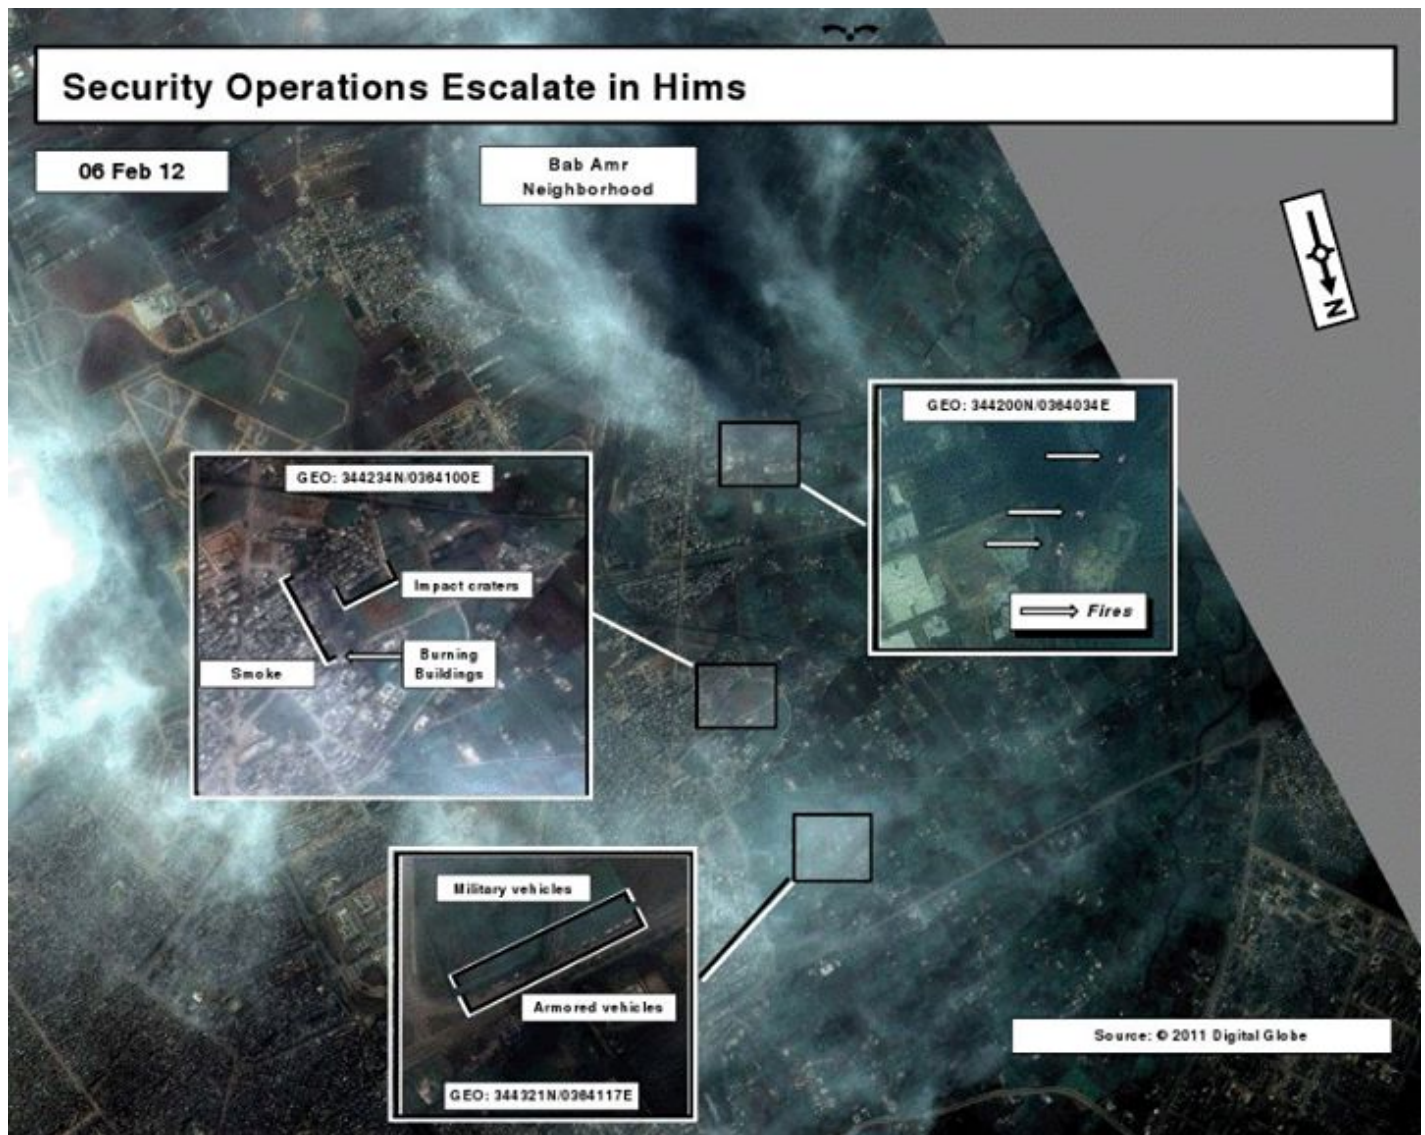 Security Operations Escalate in Hims
06 Feb 12
Bab Amr
Neighborhood
N
GEO: 344200N/0364034E
Fires
GEO: 344234N/0364100E
Impact craters
Burning
Buildings
Smoke
Military vehicles
Armored vehicles
GEO: 344321N/0364117E
Source: © 2011 Digital Globe